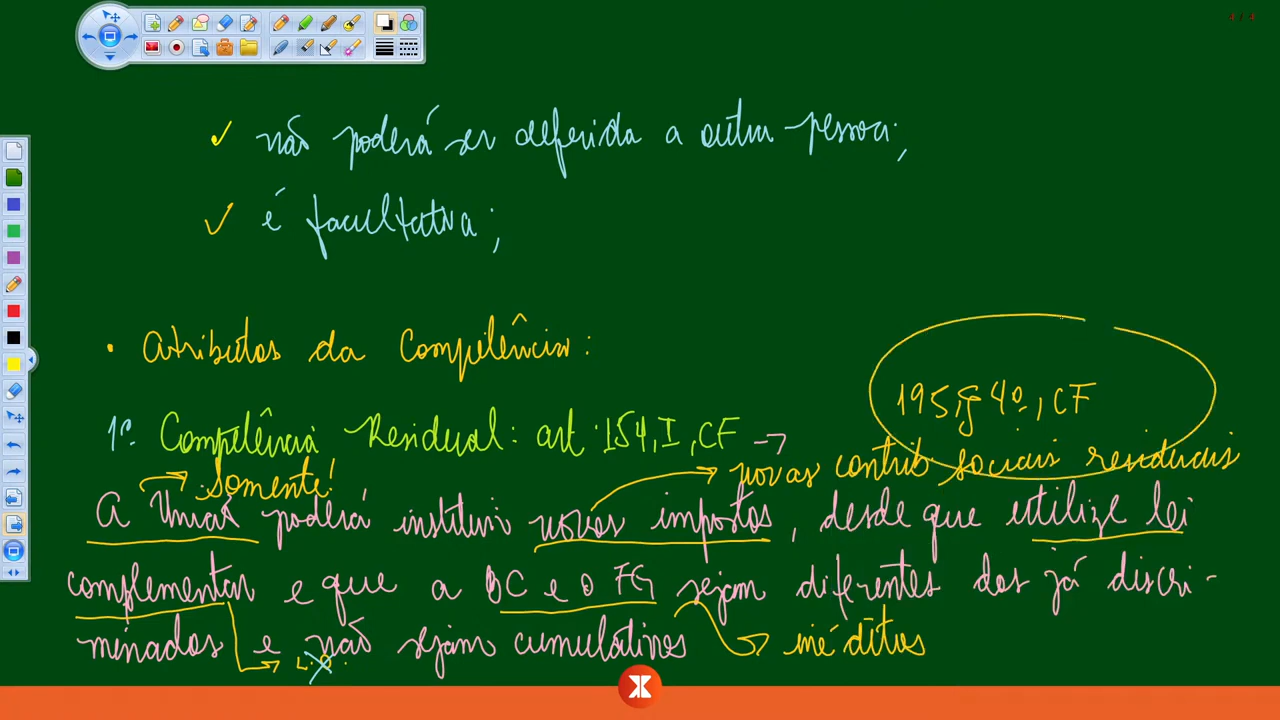 4 / 4
✓ não poderá ser deferida a outra pessoa;
✓ é facultativa;
• Atributos da Competência:
195, § 4º, CF
1º. Competência Residual: art. 154, I, CF →
→ Somente!
→ novas contrib. sociais residuais
A União poderá instituir novos impostos, desde que utilize lei
complementar e que a BC e o FG sejam diferentes dos já discri-
minados e não sejam cumulativos
→ inéditos